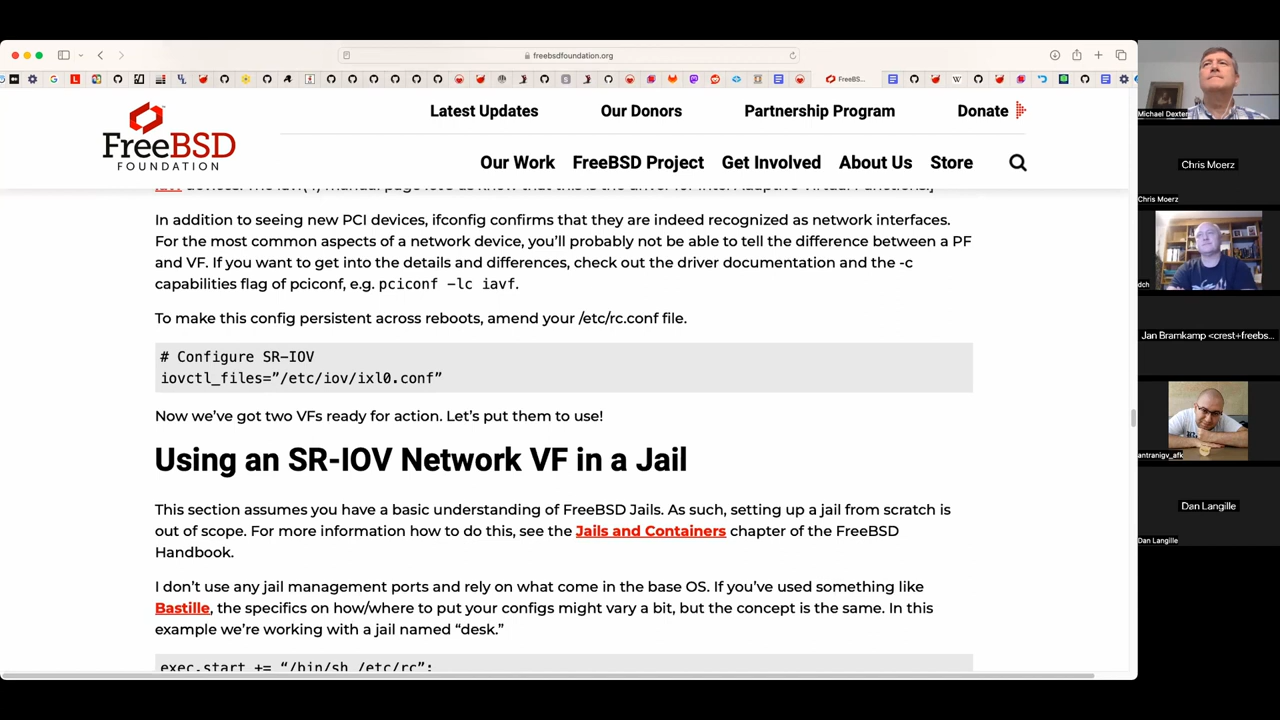 freebsdfoundation.org
FreeBS...
FreeBSD
FOUNDATION
Latest Updates
Our Donors
Partnership Program
Donate
Our Work
FreeBSD Project
Get Involved
About Us
Store
In addition to seeing new PCI devices, ifconfig confirms that they are indeed recognized as network interfaces.
For the most common aspects of a network device, you'll probably not be able to tell the difference between a PF
and VF. If you want to get into the details and differences, check out the driver documentation and the -c
capabilities flag of pciconf, e.g. pciconf -lc iavf.
To make this config persistent across reboots, amend your /etc/rc.conf file.
# Configure SR-IOV
iovctl_files=”/etc/iov/ixl0.conf”
Now we've got two VFs ready for action. Let's put them to use!
Using an SR-IOV Network VF in a Jail
This section assumes you have a basic understanding of FreeBSD Jails. As such, setting up a jail from scratch is
out of scope. For more information how to do this, see the Jails and Containers chapter of the FreeBSD
Handbook.
I don't use any jail management ports and rely on what come in the base OS. If you've used something like
Bastille, the specifics on how/where to put your configs might vary a bit, but the concept is the same. In this
example we're working with a jail named “desk.”
exec.start += “/bin/sh /etc/rc”;
Michael Dexter
Chris Moerz
Chris Moerz
dch
Jan Bramkamp <crest+freebs...
antranigv_afk
Dan Langille
Dan Langille